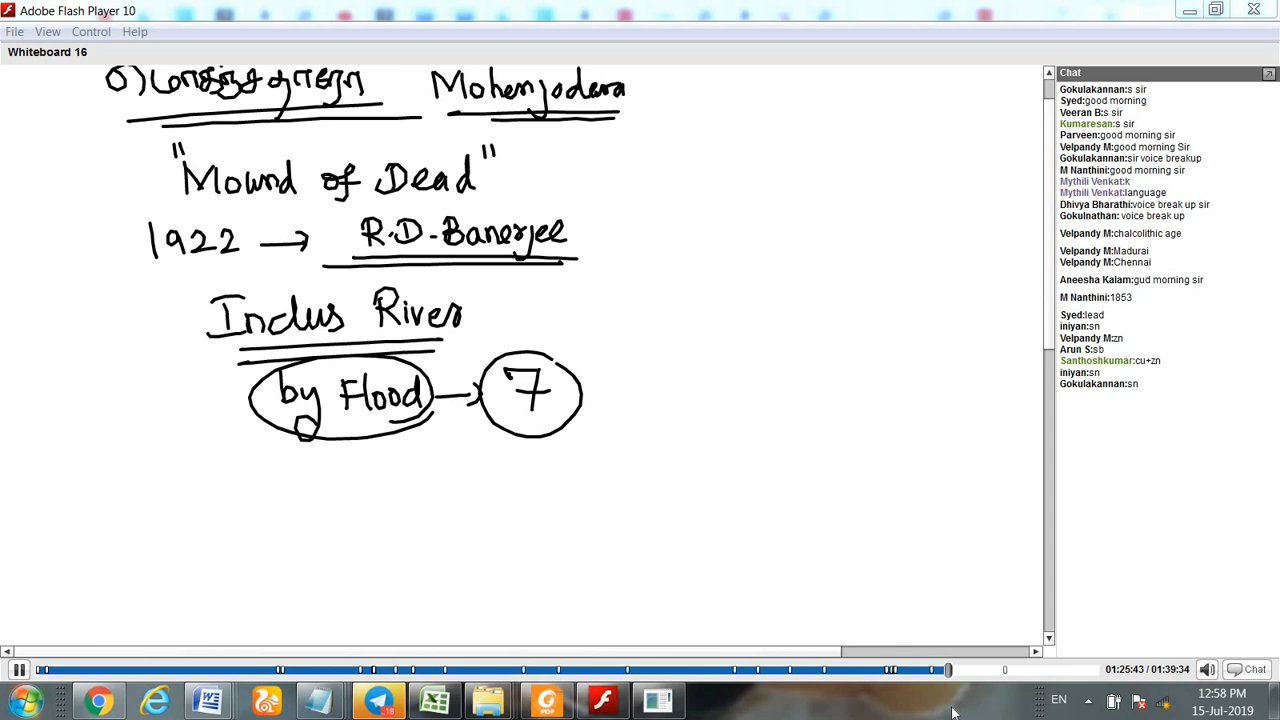 Adobe Flash Player 10
File View Control Help
Whiteboard 16
Mohenjodera
"Mound of Dead"
1922 → R.D-Banerjee
Indus River
by Flood → 7
Chat
Gokulakannan:s sir
Syed:good morning
Veeran B:s sir
Kumaresan:s sir
Parveen:good morning sir
Velpandy M:good morning Sir
Gokulakannan:sir voice breakup
M Nanthini:good morning sir
Mythili Venkat:k
Mythili Venkat:language
Dhivya Bharathi:voice break up sir
Gokulnathan: voice break up
Velpandy M:chalcolithic age
Velpandy M:Madurai
Velpandy M:Chennai
Aneesha Kalam:gud morning sir
M Nanthini:1853
Syed:lead
iniyan:sn
Velpandy M:zn
Arun S:sb
Santhoshkumar:cu+zn
iniyan:sn
Gokulakannan:sn
01:25:43 / 01:39:34 Chat
18
PDF
EN
12:58 PM
15-Jul-2019